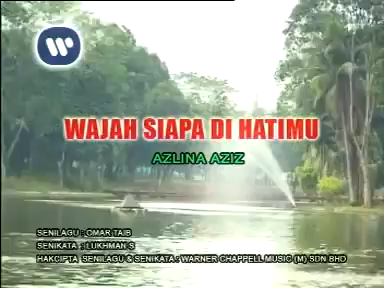 WAJAH SIAPA DI HATIMU
AZLINA AZIZ
SENILAGU : OMAR TAIB
SENIKATA : LUKHMAN S
HAKCIPTA SENILAGU & SENIKATA : WARNER CHAPPELL MUSIC (M) SDN BHD